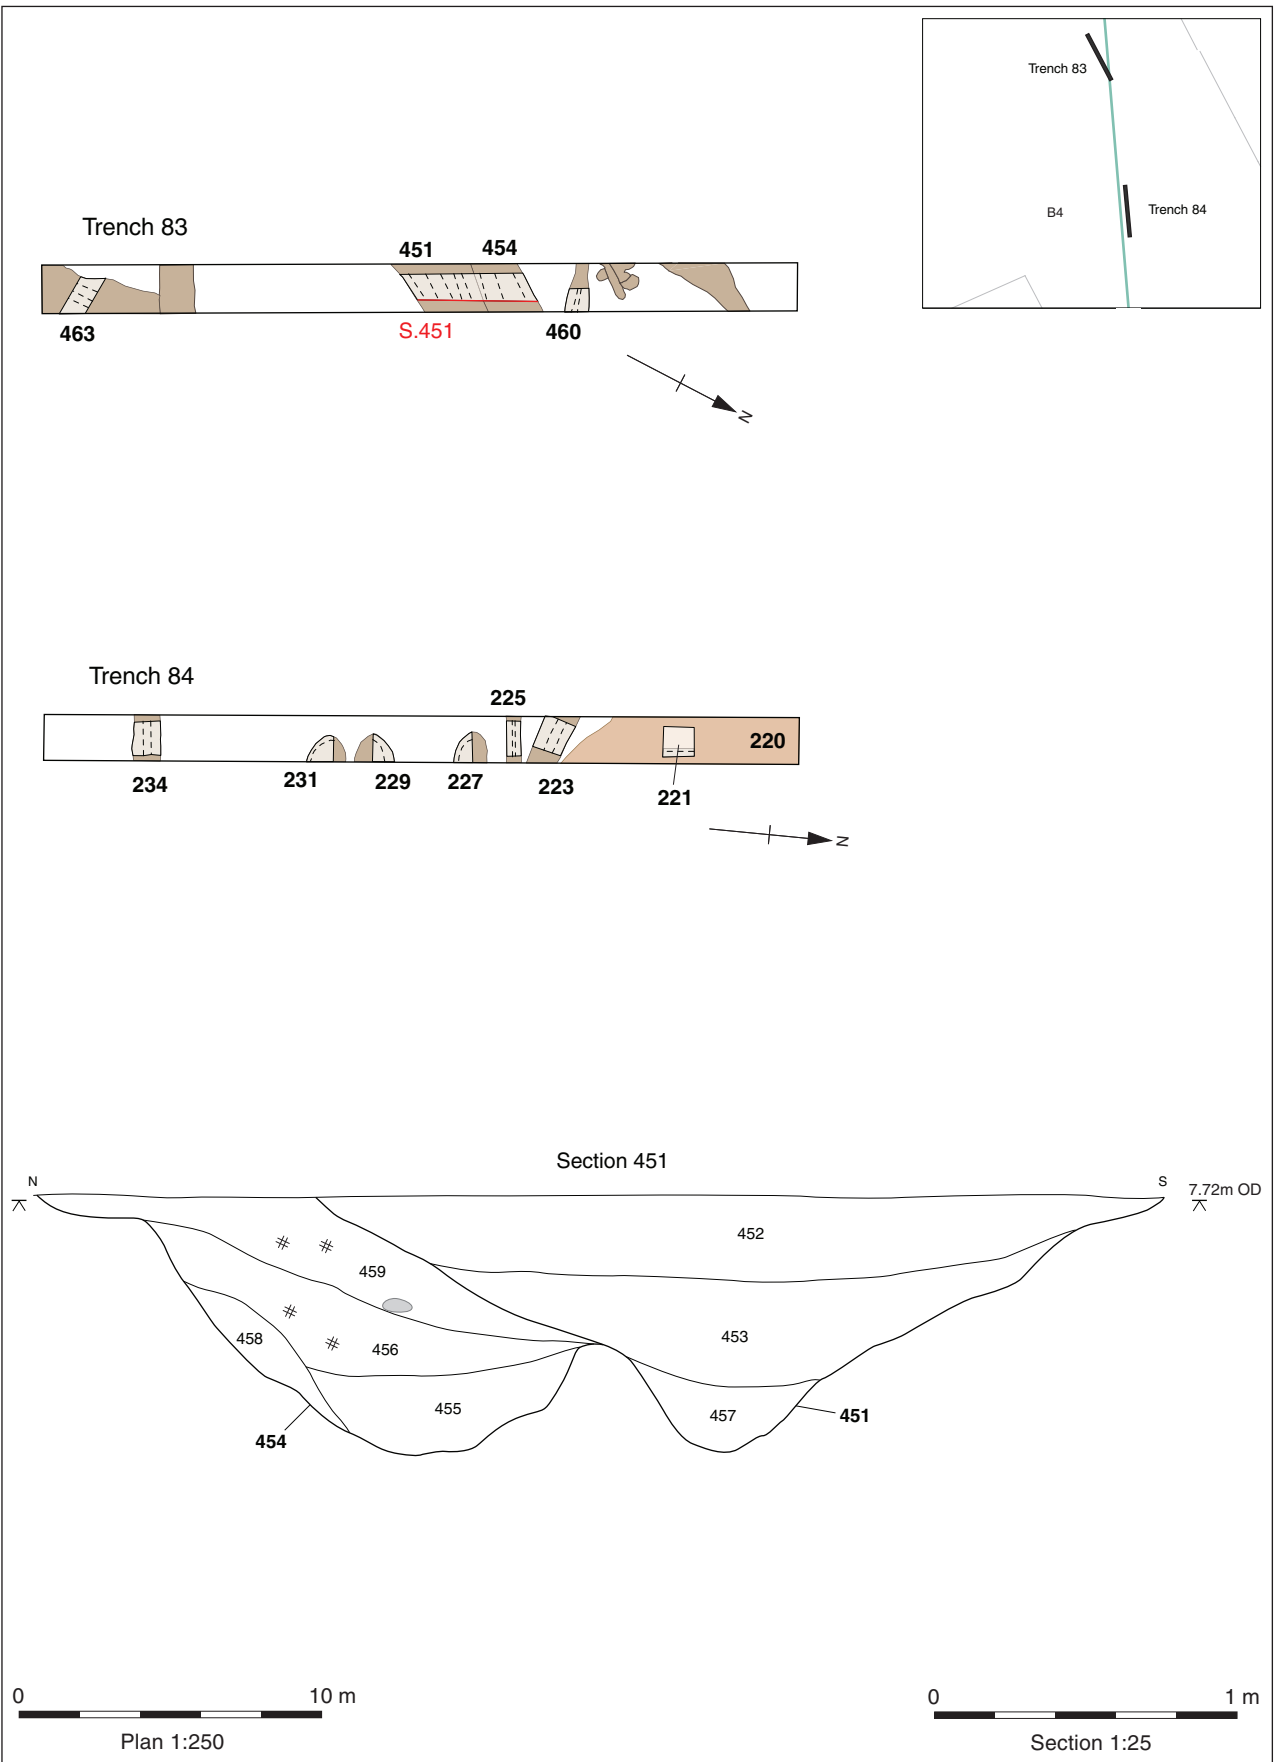 Trench 83
B4
Trench 84
Trench 83
451
454
463
S.451
460
N
Trench 84
225
220
234
231
229
227
223
221
N
Section 451
N
S
7.72m OD
452
459
453
458
456
455
457
451
454
0
10 m
Plan 1:250
0
1 m
Section 1:25